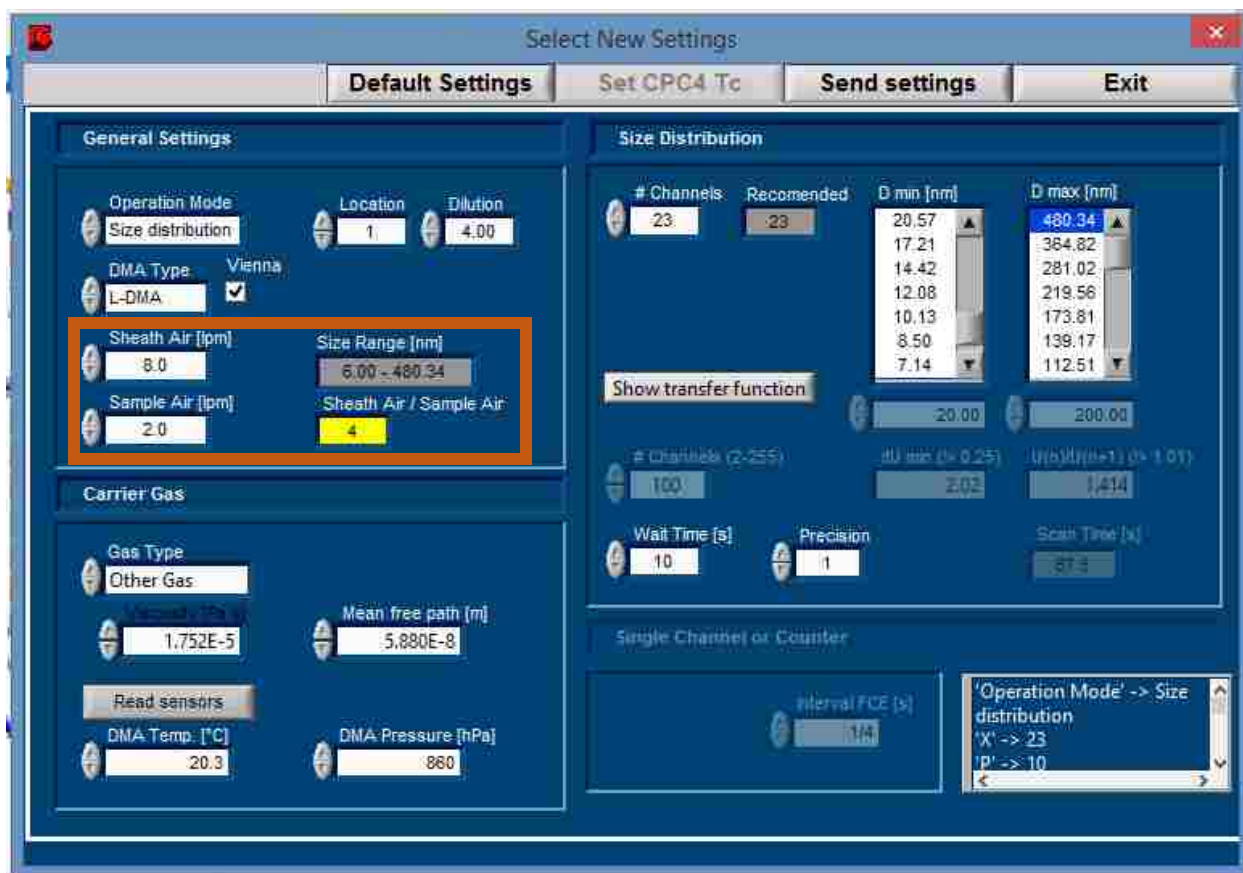 Select New Settings
Default Settings
Set CPC4 Tc
Send settings
Exit
General Settings
Operation Mode
Size distribution
Location
1
Dilution
4.00
DMA Type
L-DMA
Vienna
Sheath Air [lpm]
8.0
Size Range [nm]
6.00 - 480.34
Sample Air [lpm]
2.0
Sheath Air / Sample Air
4
Carrier Gas
Gas Type
Other Gas
1.752E-5
Mean free path [m]
5.880E-8
Read sensors
DMA Temp. [°C]
20.3
DMA Pressure [hPa]
860
Size Distribution
# Channels
23
Recomended
23
D min [nm]
20.57
17.21
14.42
12.08
10.13
8.50
7.14
D max [nm]
480.34
364.82
281.02
219.56
173.81
139.17
112.51
Show transfer function
20.00
200.00
# Channels (2-255)
100
dU min (> 0.25)
2.02
U(n)/U(n+1) (> 1.01)
1.414
Wait Time [s]
10
Precision
1
Scan Time [s]
Single Channel or Counter
Interval FCE [s]
1/4
'Operation Mode' -> Size
distribution
'X' -> 23
'P' -> 10